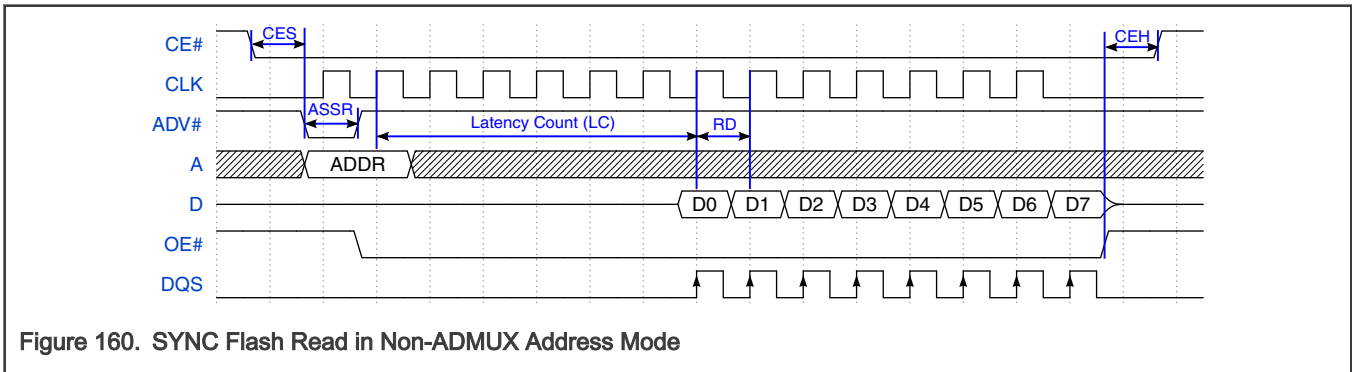 CE# CES CEH
CLK
ADV# ASSR Latency Count (LC) RD
A ADDR
D D0 D1 D2 D3 D4 D5 D6 D7
OE#
DQS
Figure 160. SYNC Flash Read in Non-ADMUX Address Mode